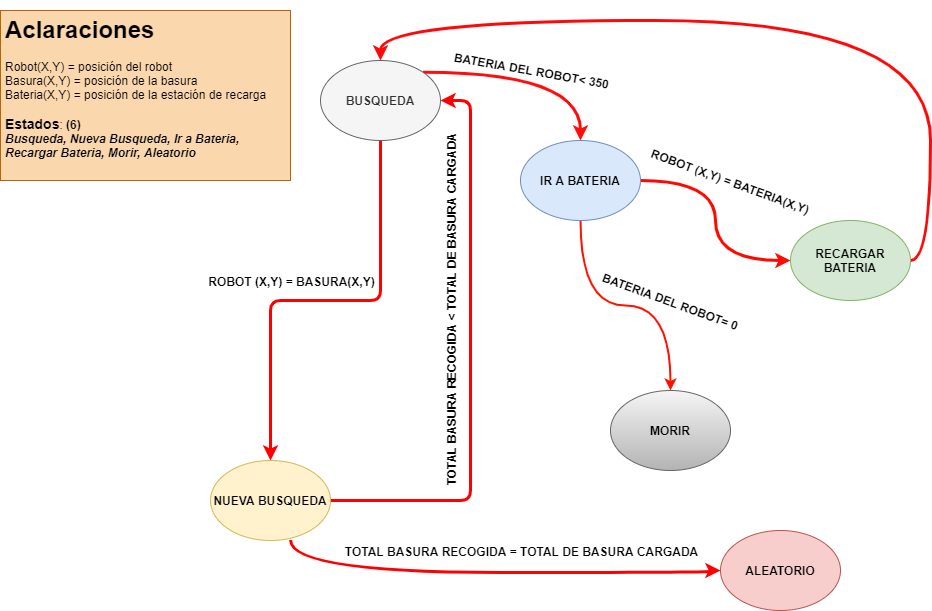 Aclaraciones
Robot(X,Y) = posición del robot
Basura(X,Y) = posición de la basura
Bateria(X,Y) = posición de la estación de recarga
Estados: (6)
Busqueda, Nueva Busqueda, Ir a Bateria,
Recargar Bateria, Morir, Aleatorio
BUSQUEDA
BATERIA DEL ROBOT< 350
IR A BATERIA
ROBOT (X,Y) = BATERIA(X,Y)
RECARGAR
BATERIA
ROBOT (X,Y) = BASURA(X,Y)
TOTAL BASURA RECOGIDA < TOTAL DE BASURA CARGADA
BATERIA DEL ROBOT= 0
MORIR
NUEVA BUSQUEDA
TOTAL BASURA RECOGIDA = TOTAL DE BASURA CARGADA
ALEATORIO